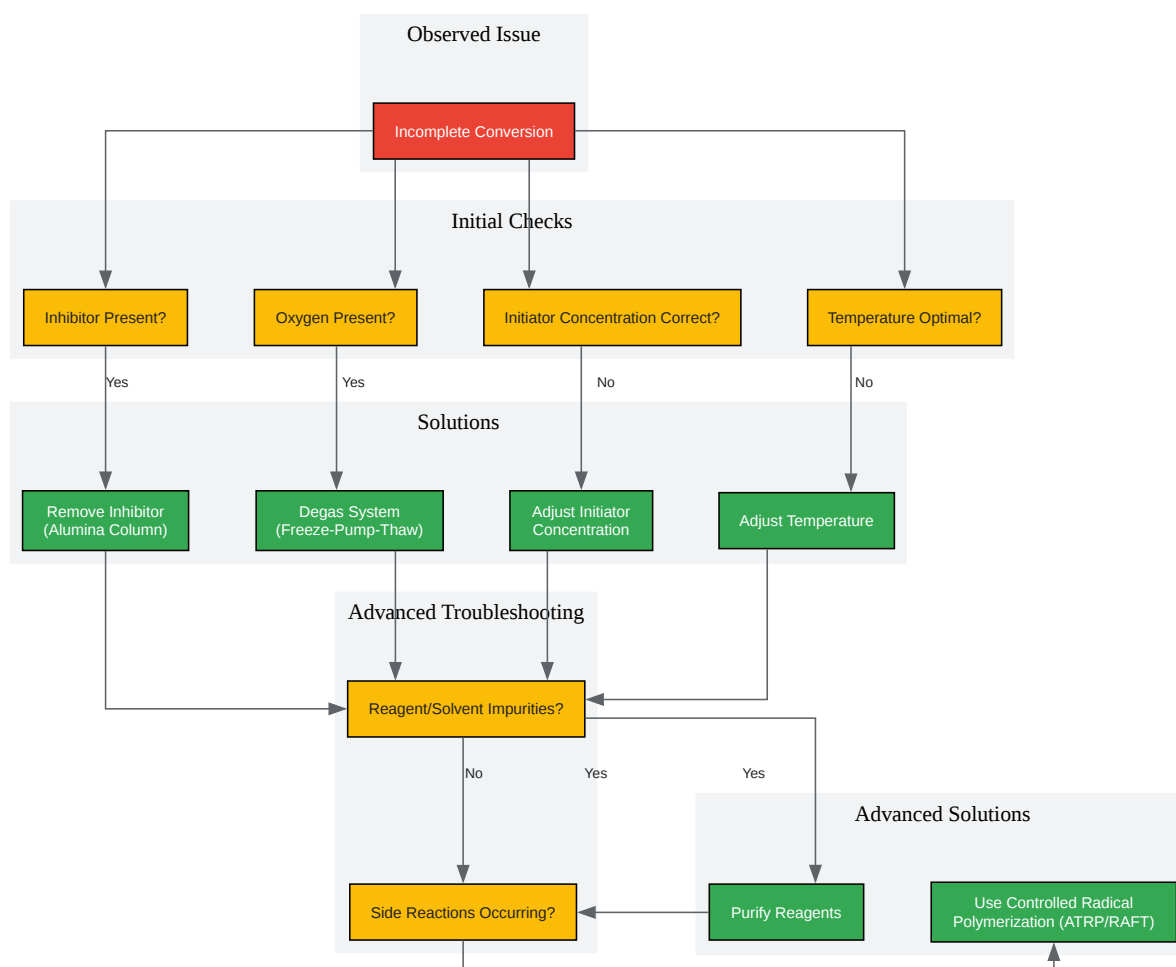 Observed Issue
Incomplete Conversion
Initial Checks
Inhibitor Present?
Oxygen Present?
Initiator Concentration Correct?
Temperature Optimal?
Yes
Yes
No
No
Solutions
Remove Inhibitor
(Alumina Column)
Degas System
(Freeze-Pump-Thaw)
Adjust Initiator
Concentration
Adjust Temperature
Advanced Troubleshooting
Reagent/Solvent Impurities?
No
Yes
Yes
Advanced Solutions
Side Reactions Occurring?
Purify Reagents
Use Controlled Radical
Polymerization (ATRP/RAFT)